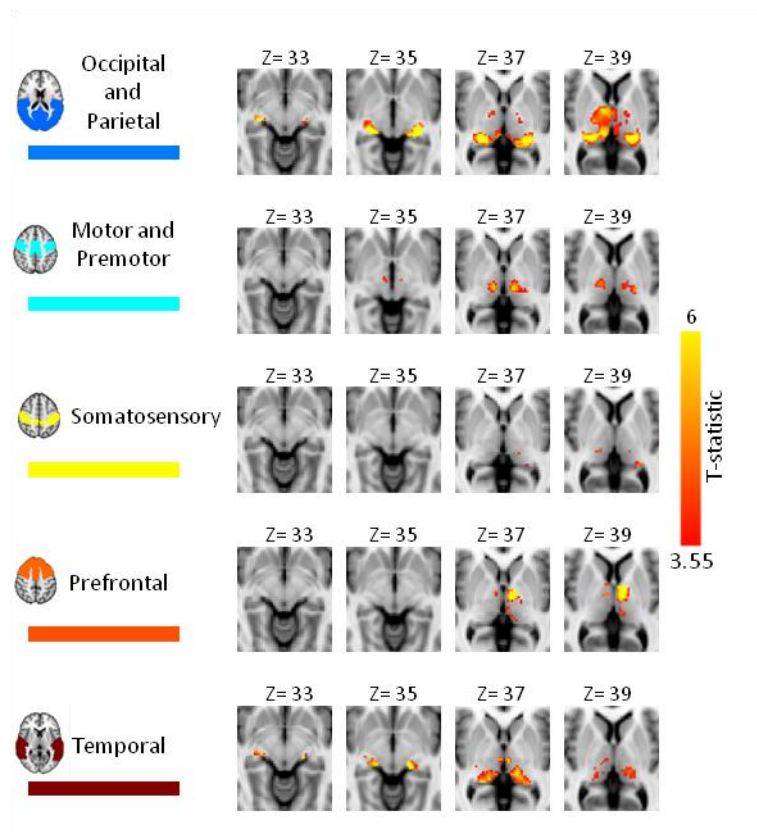 Occipital
and
Parietal
Z= 33 Z= 35 Z= 37 Z= 39
Motor and
Premotor
Z= 33 Z= 35 Z= 37 Z= 39
Somatosensory
Z= 33 Z= 35 Z= 37 Z= 39
Prefrontal
Z= 33 Z= 35 Z= 37 Z= 39
Temporal
Z= 33 Z= 35 Z= 37 Z= 39
6
T-statistic
3.55